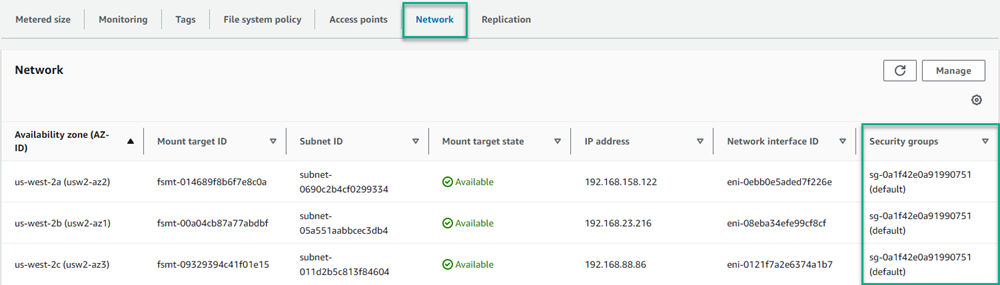 Metered size Monitoring Tags File system policy Access points Network Replication
Network
Manage
Availability zone (AZ-
ID) Mount target ID Subnet ID Mount target state IP address Network interface ID Security groups
us-west-2a (usw2-az2) fsmt-014689f8b6f7e8c0a subnet-
0690c2b4cf0299334 Available 192.168.158.122 eni-0ebb0e5aded7f226e sg-0a1f42e0a91990751
(default)
us-west-2b (usw2-az1) fsmt-00a04cb87a77abdbf subnet-
05a551aabbcec3db4 Available 192.168.23.216 eni-08eba34efe99cf8cf sg-0a1f42e0a91990751
(default)
us-west-2c (usw2-az3) fsmt-09329394c41f01e15 subnet-
011d2b5c813f84604 Available 192.168.88.86 eni-0121f7a2e6374a1b7 sg-0a1f42e0a91990751
(default)